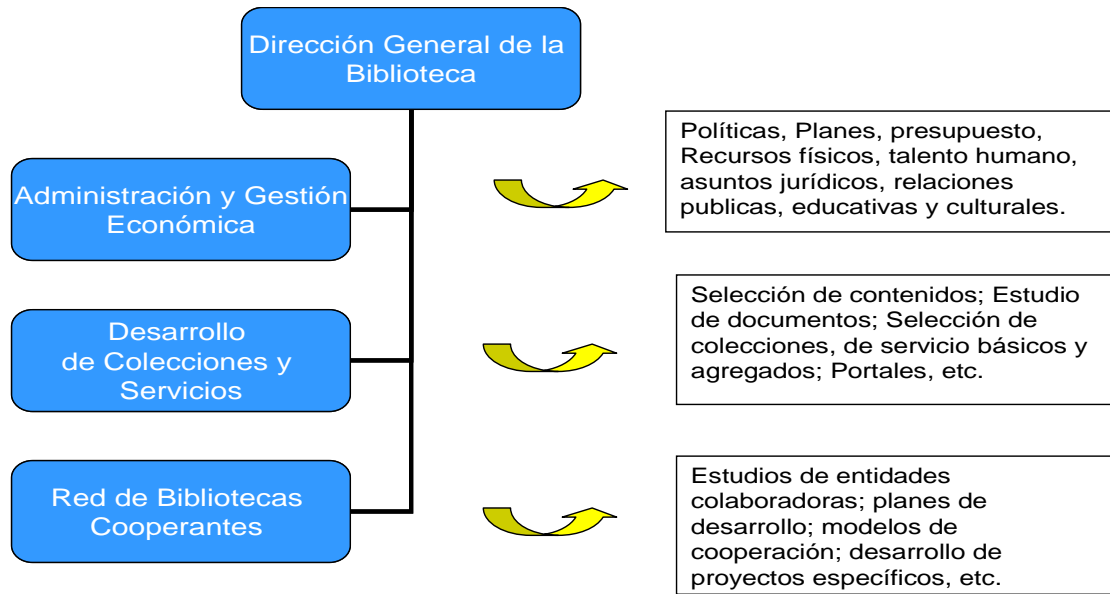 Dirección General de la
Biblioteca
Administración y Gestión
Económica
Políticas, Planes, presupuesto,
Recursos físicos, talento humano,
asuntos jurídicos, relaciones
publicas, educativas y culturales.
Desarrollo
de Colecciones y
Servicios
Selección de contenidos; Estudio
de documentos; Selección de
colecciones, de servicio básicos y
agregados; Portales, etc.
Red de Bibliotecas
Cooperantes
Estudios de entidades
colaboradoras; planes de
desarrollo; modelos de
cooperación; desarrollo de
proyectos específicos, etc.